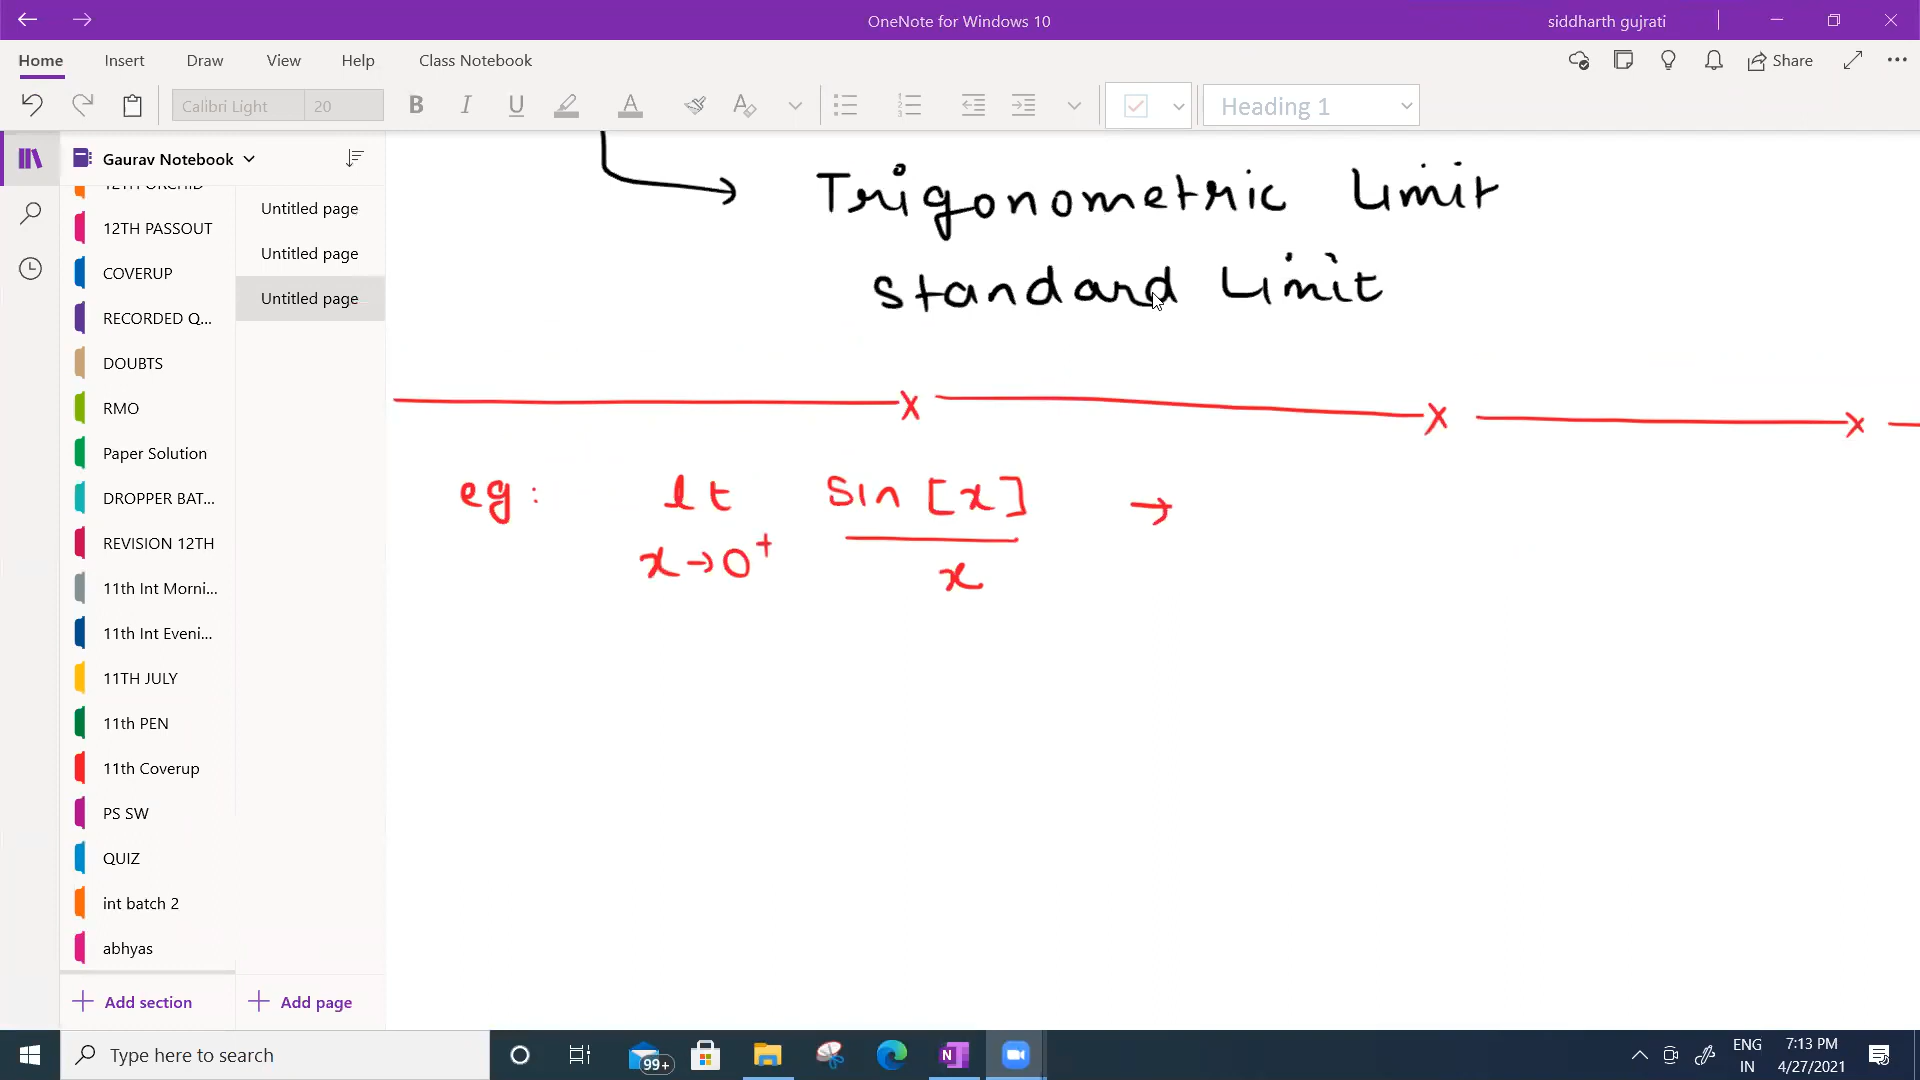 OneNote for Windows 10
siddharth gujrati
Home Insert Draw View Help Class Notebook
Share
Calibri Light 20
B I U A
Heading 1
Gaurav Notebook
12TH ORCHID
12TH PASSOUT
COVERUP
RECORDED Q...
DOUBTS
RMO
Paper Solution
DROPPER BAT...
REVISION 12TH
11th Int Morni...
11th Int Eveni...
11TH JULY
11th PEN
11th Coverup
PS SW
QUIZ
int batch 2
abhyas
Add section
Untitled page
Untitled page
Untitled page
Add page
Trigonometric Limit
Standard Limit
x x x
eg: lt sin [x] →
x→0⁺ x
Type here to search
99+
N
ENG
IN
7:13 PM
4/27/2021